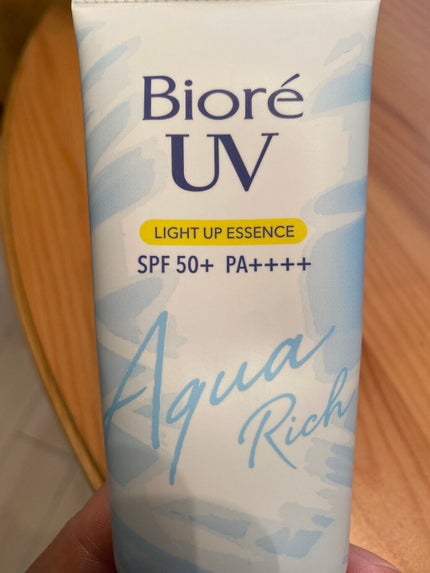 Bioré
UV
LIGHT UP ESSENCE
SPF 50+ PA++++
Aqua
Rich